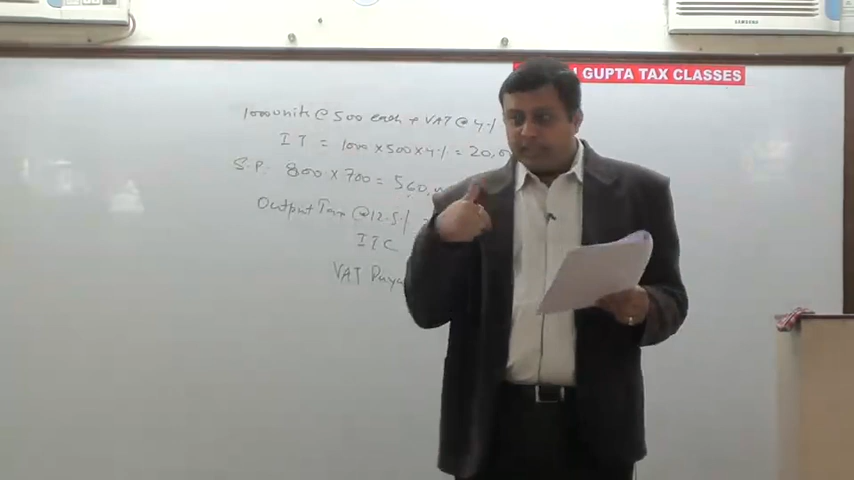 SAMSUNG
GUPTA TAX CLASSES
1000 units @ 500 each + VAT @ 4%
IT = 1000 x 500 x 4% = 20,0
S.P. 800 x 700 = 560,
Output Tax @ 12.5%
ITC
VAT Paya